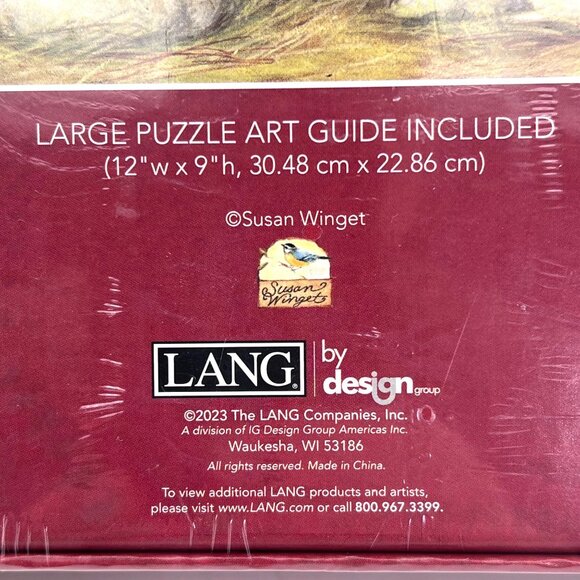 LARGE PUZZLE ART GUIDE INCLUDED
(12"w x 9"h, 30.48 cm x 22.86 cm)
©Susan Winget
Susan
Winget
LANG®
by
design group
©2023 The LANG Companies, Inc.
A division of IG Design Group Americas Inc.
Waukesha, WI 53186
All rights reserved. Made in China.
To view additional LANG products and artists,
please visit www.LANG.com or call 800.967.3399.